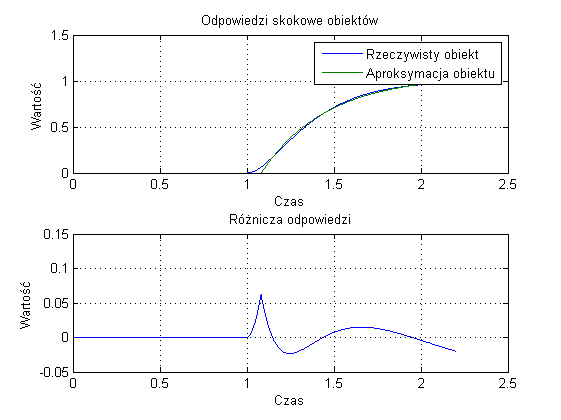 Odpowiedzi skokowe obiektów
1.5
1
0.5
0
Wartość
Rzeczywisty obiekt
Aproksymacja obiektu
0 0.5 1 1.5 2 2.5
Czas
Różnicza odpowiedzi
0.15
0.1
0.05
0
-0.05
Wartość
0 0.5 1 1.5 2 2.5
Czas